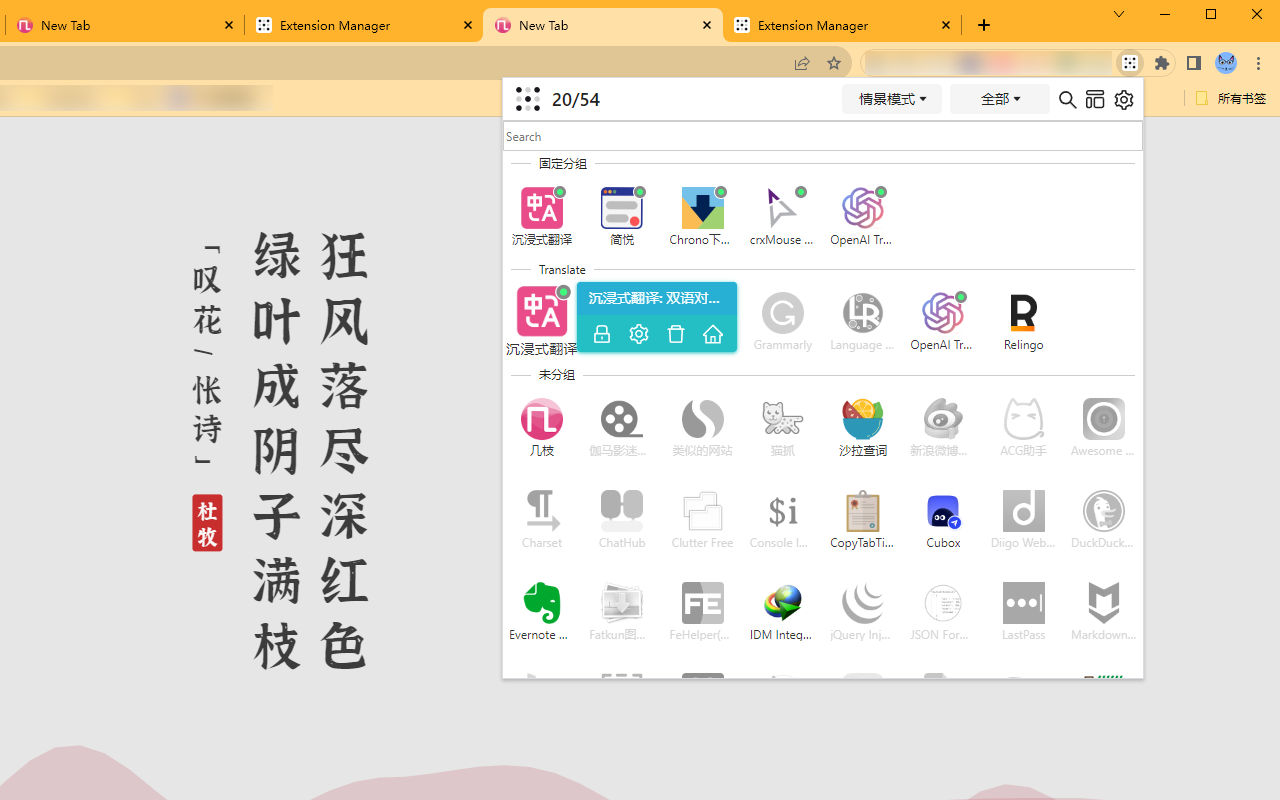 New Tab
Extension Manager
New Tab
Extension Manager
所有书签
20/54
情景模式
全部
Search
固定分组
沉浸式翻译
简悦
Chrono下...
crxMouse ...
OpenAI Tr...
Translate
沉浸式翻译
沉浸式翻译: 双语对...
Grammarly
Language ...
OpenAI Tr...
Relingo
未分组
几枝
伽马影迷...
类似的网站
猫抓
沙拉查词
新浪微博...
ACG助手
Awesome ...
Charset
ChatHub
Clutter Free
Console I...
CopyTabTi...
Cubox
Diigo Web...
DuckDuck...
Evernote ...
Fatkun图...
FeHelper(...
IDM Integ...
jQuery Inj...
JSON For...
LastPass
Markdown...
狂风落尽深红色
绿叶成阴子满枝
「叹花/怅诗」
杜牧